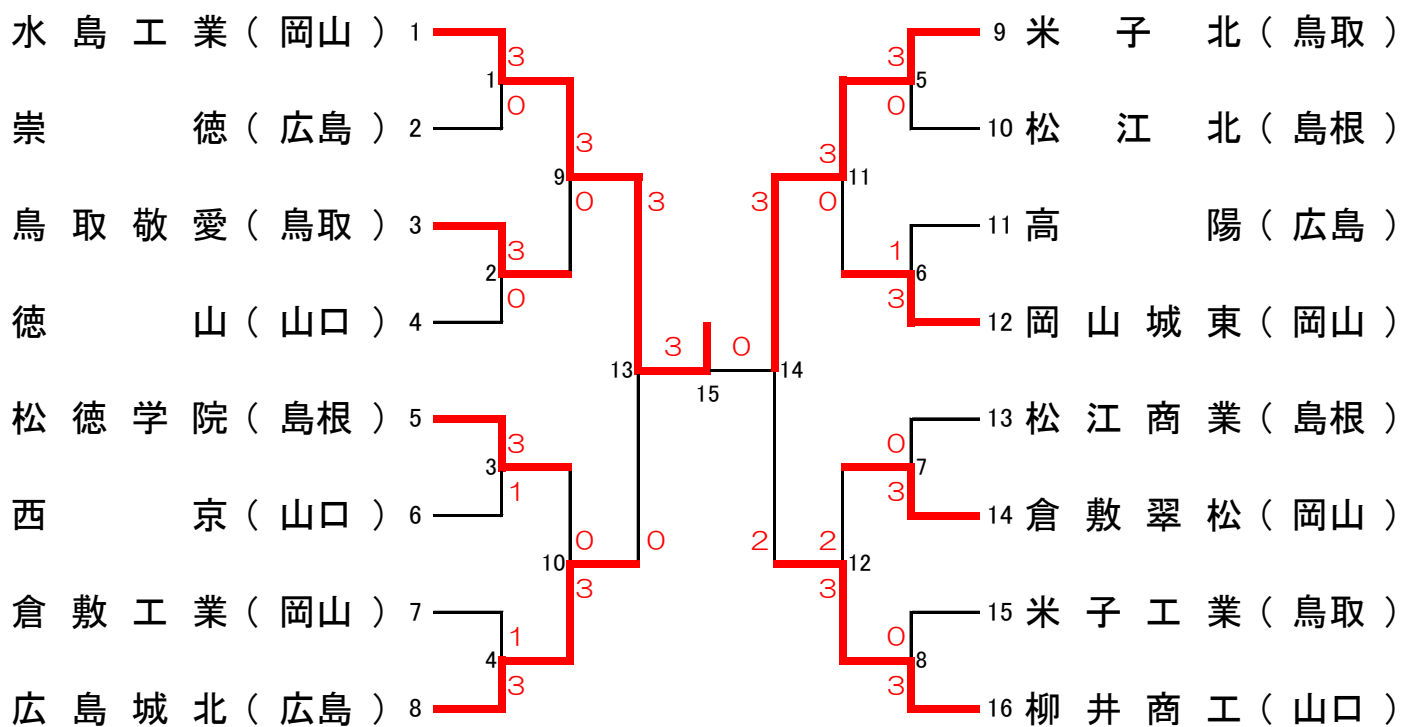 水島工業(岡山) 1 9 米子北(鳥取)
3 3
1 5
0 0
崇徳(広島) 2 10 松江北(島根)
3 3
9 11
0 3 3 0
鳥取敬愛(鳥取) 3 11 高陽(広島)
3 1
2 6
0 3
徳山(山口) 4 12 岡山城東(岡山)
3 0
13 15 14
松徳学院(島根) 5 13 松江商業(島根)
3 0
3 7
1 3
西京(山口) 6 14 倉敷翠松(岡山)
0 0 2 2
10 12
3 3
倉敷工業(岡山) 7 15 米子工業(鳥取)
1 0
4 8
3 3
広島城北(広島) 8 16 柳井商工(山口)